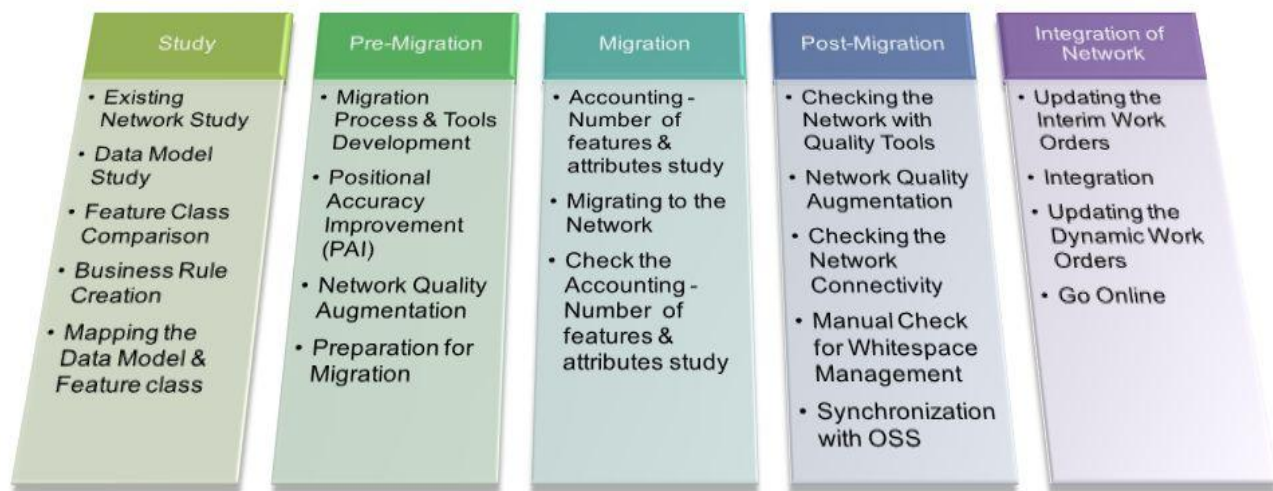 Study
• Existing
Network Study
• Data Model
Study
• Feature Class
Comparison
• Business Rule
Creation
• Mapping the
Data Model &
Feature class
Pre-Migration
• Migration
Process & Tools
Development
• Positional
Accuracy
Improvement
(PAI)
• Network Quality
Augmentation
• Preparation for
Migration
Migration
• Accounting -
Number of
features &
attributes study
• Migrating to the
Network
• Check the
Accounting -
Number of
features &
attributes study
Post-Migration
• Checking the
Network with
Quality Tools
• Network Quality
Augmentation
• Checking the
Network
Connectivity
• Manual Check
for Whitespace
Management
• Synchronization
with OSS
Integration of
Network
• Updating the
Interim Work
Orders
• Integration
• Updating the
Dynamic Work
Orders
• Go Online